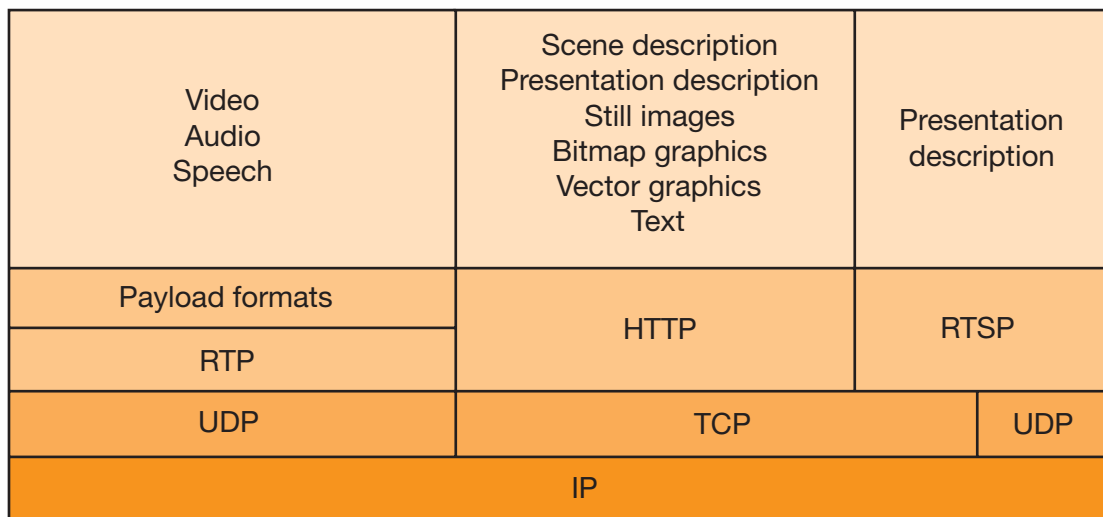 Video
Audio
Speech
Scene description
Presentation description
Still images
Bitmap graphics
Vector graphics
Text
Presentation
description
Payload formats
RTP
HTTP
RTSP
UDP
TCP
UDP
IP